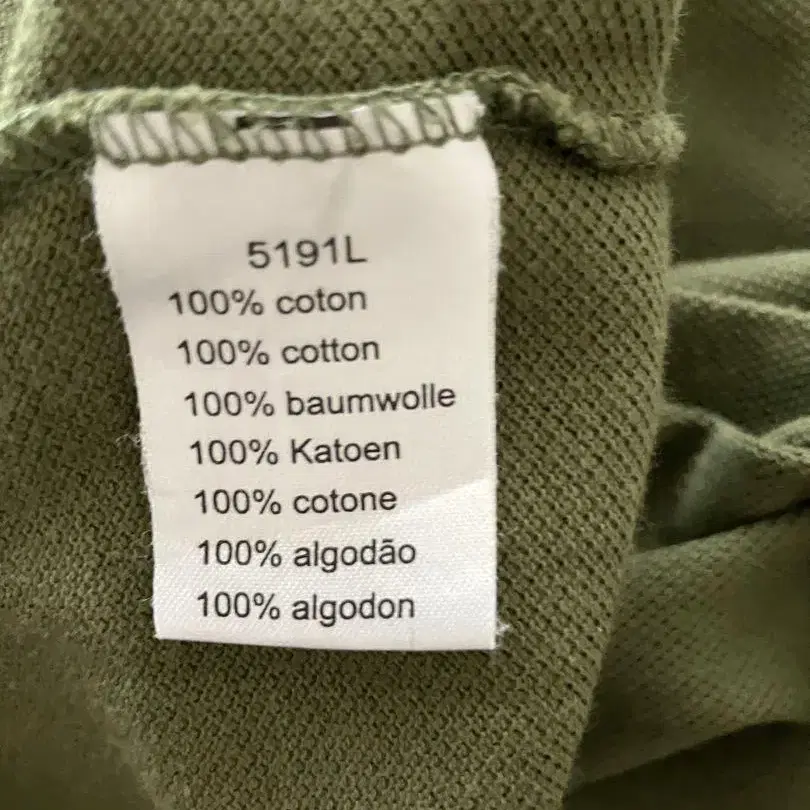 5191L
100% coton
100% cotton
100% baumwolle
100% Katoen
100% cotone
100% algodão
100% algodon